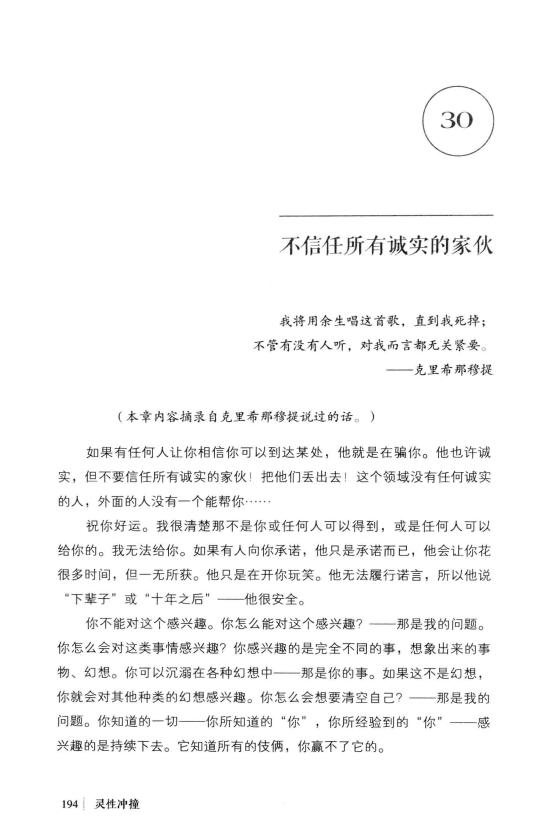 30
不信任所有诚实的家伙
我将用余生唱这首歌，直到我死掉；
不管有没有人听，对我而言都无关紧要。
——克里希那穆提
（本章内容摘录自克里希那穆提说过的话。）
如果有任何人让你相信你可以到达某处，他就是在骗你。他也许诚
实，但不要信任所有诚实的家伙！把他们丢出去！这个领域没有任何诚实
的人，外面的人没有一个能帮你……
祝你好运。我很清楚那不是你或任何人可以得到，或是任何人可以
给你的。我无法给你。如果有人向你承诺，他只是承诺而已，他会让你花
很多时间，但一无所获。他只是在开你玩笑。他无法履行诺言，所以他说
“下辈子”或“十年之后”——他很安全。
你不能对这个感兴趣。你怎么能对这个感兴趣？——那是我的问题。
你怎么会对这类事情感兴趣？你感兴趣的是完全不同的事，想象出来的事
物、幻想。你可以沉溺在各种幻想中——那是你的事。如果这不是幻想，
你就会对其他种类的幻想感兴趣。你怎么会想要清空自己？——那是我的
问题。你知道的一切——你所知道的“你”，你所经验到的“你”——感
兴趣的是持续下去。它知道所有的伎俩，你赢不了它的。
194 灵性冲撞